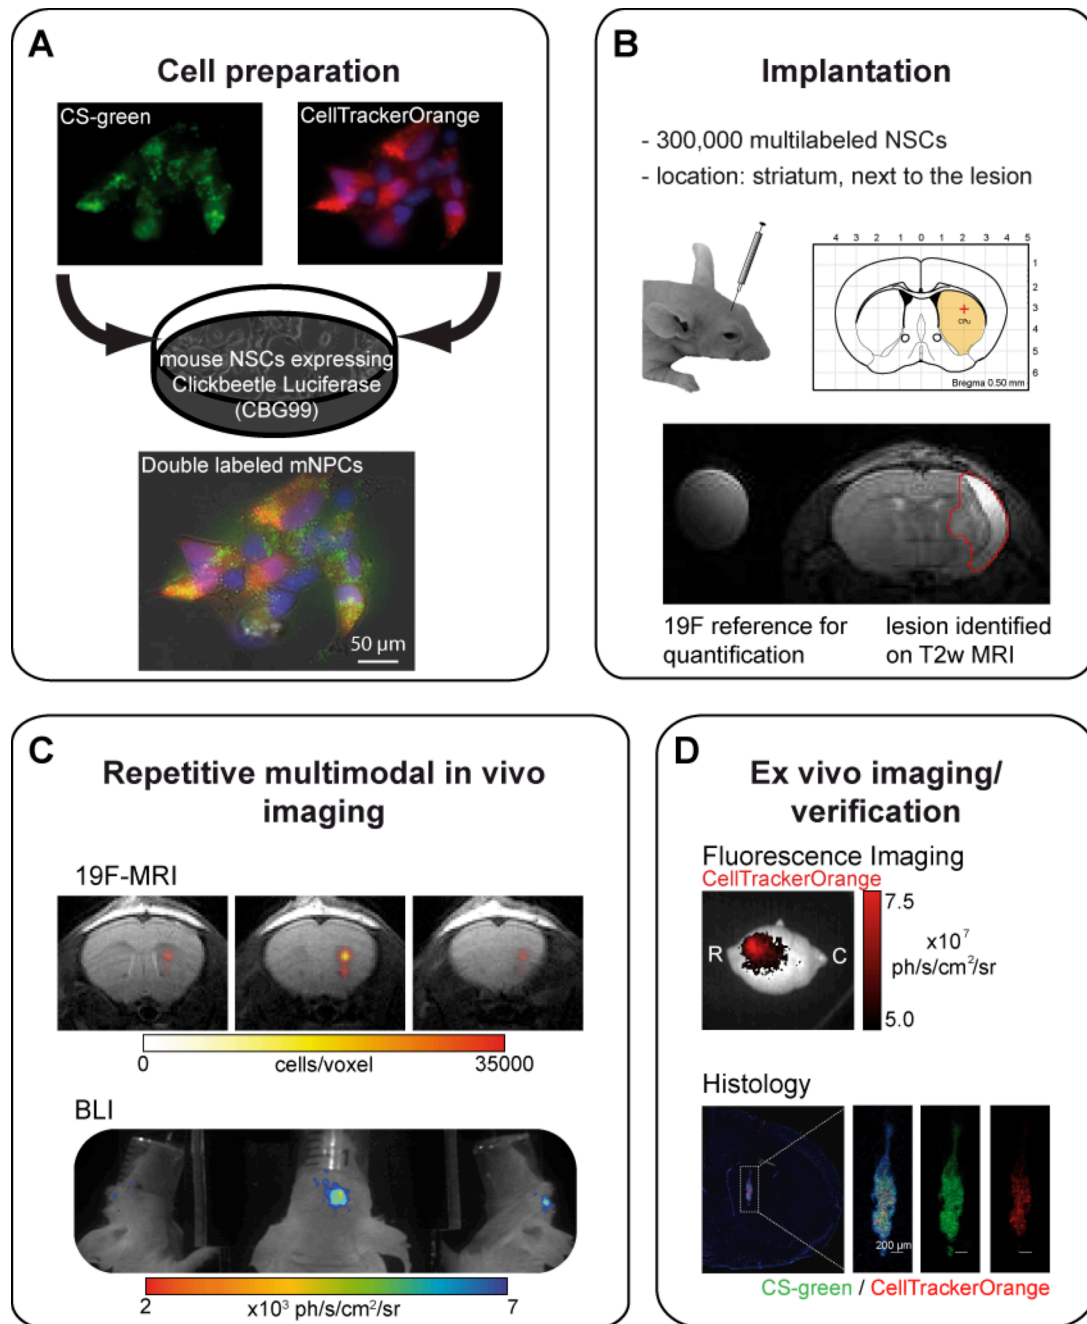 A
Cell preparation
CS-green
CellTrackerOrange
mouse NSCs expressing
Clickbeetle Luciferase
(CBG99)
Double labeled mNPCs
50 µm
B
Implantation
- 300,000 multilabeled NSCs
- location: striatum, next to the lesion
4 3 2 1 0 1 2 3 4 5
1
2
3
4
5
6
CPu
Bregma 0.50 mm
19F reference for
quantification
lesion identified
on T2w MRI
C
Repetitive multimodal in vivo
imaging
19F-MRI
0 cells/voxel 35000
BLI
2 x10³ ph/s/cm²/sr 7
D
Ex vivo imaging/
verification
Fluorescence Imaging
CellTrackerOrange
R C
7.5
x10⁷
ph/s/cm²/sr
5.0
Histology
200 µm
CS-green / CellTrackerOrange